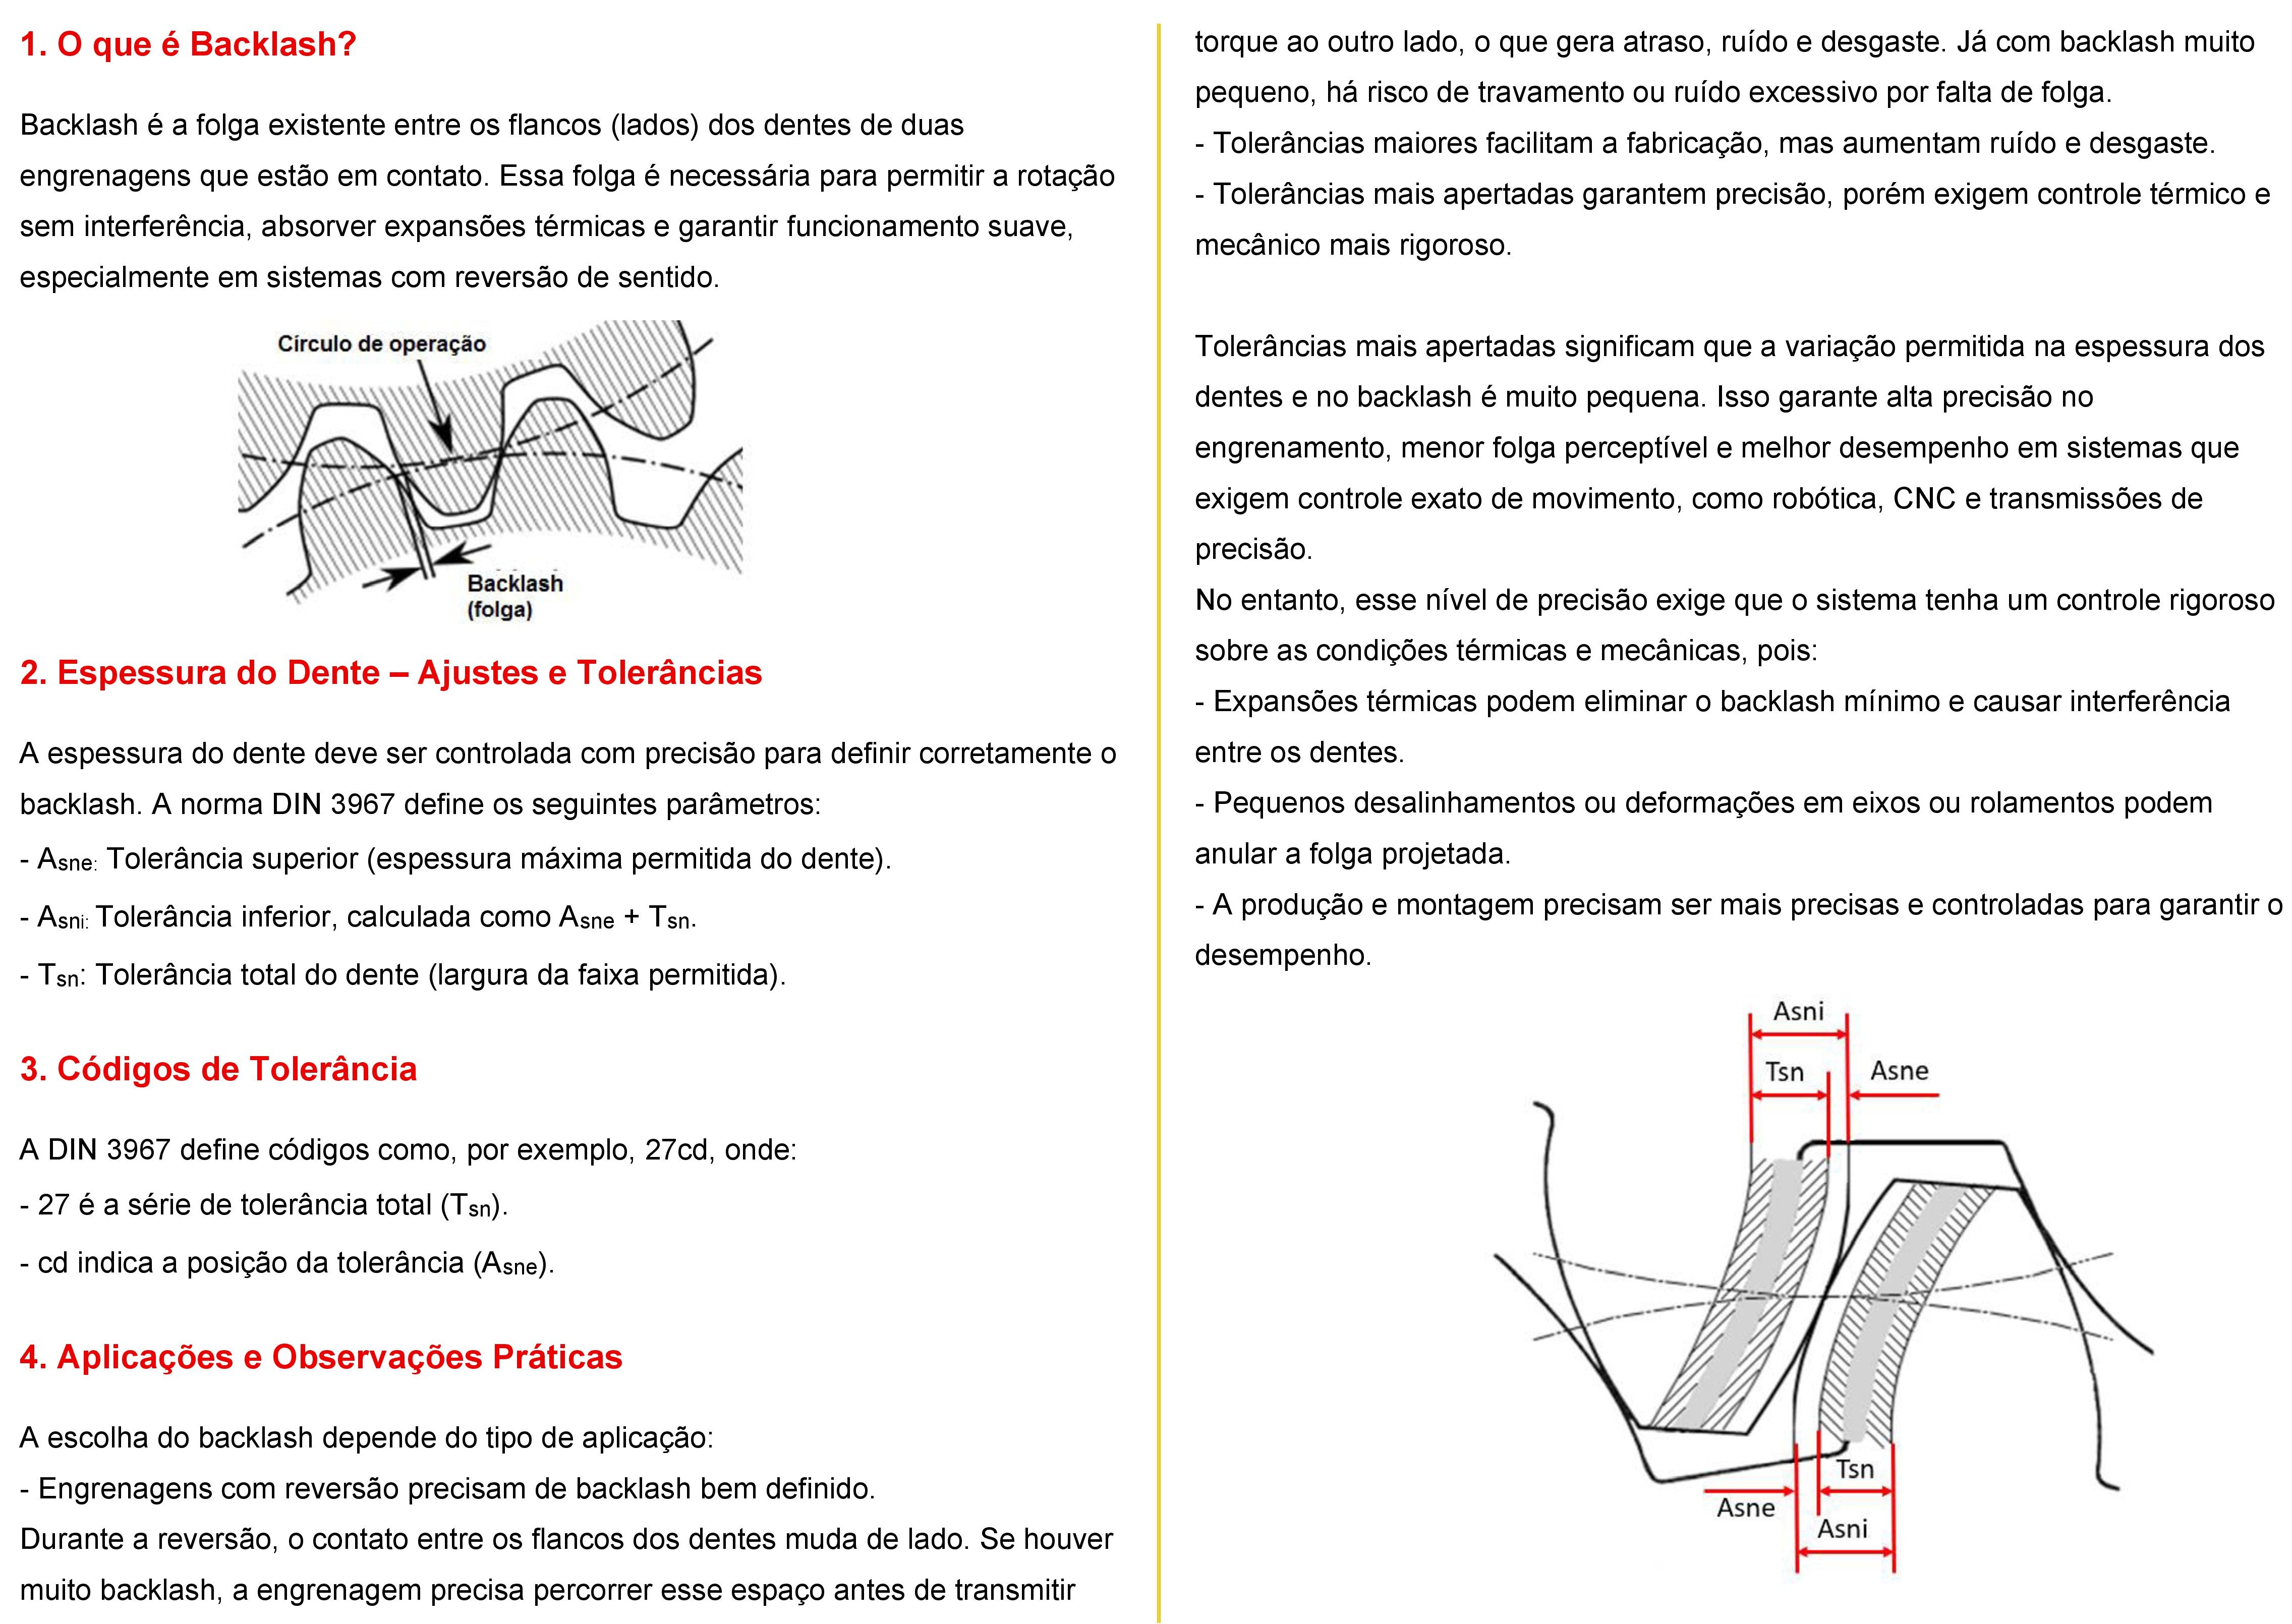 1. O que é Backlash?
Backlash é a folga existente entre os flancos (lados) dos dentes de duas
engrenagens que estão em contato. Essa folga é necessária para permitir a rotação
sem interferência, absorver expansões térmicas e garantir funcionamento suave,
especialmente em sistemas com reversão de sentido.
Círculo de operação
Backlash
(folga)
2. Espessura do Dente – Ajustes e Tolerâncias
A espessura do dente deve ser controlada com precisão para definir corretamente o
backlash. A norma DIN 3967 define os seguintes parâmetros:
- Asne: Tolerância superior (espessura máxima permitida do dente).
- Asni: Tolerância inferior, calculada como Asne + Tsn.
- Tsn: Tolerância total do dente (largura da faixa permitida).
3. Códigos de Tolerância
A DIN 3967 define códigos como, por exemplo, 27cd, onde:
- 27 é a série de tolerância total (Tsn).
- cd indica a posição da tolerância (Asne).
4. Aplicações e Observações Práticas
A escolha do backlash depende do tipo de aplicação:
- Engrenagens com reversão precisam de backlash bem definido.
Durante a reversão, o contato entre os flancos dos dentes muda de lado. Se houver
muito backlash, a engrenagem precisa percorrer esse espaço antes de transmitir
torque ao outro lado, o que gera atraso, ruído e desgaste. Já com backlash muito
pequeno, há risco de travamento ou ruído excessivo por falta de folga.
- Tolerâncias maiores facilitam a fabricação, mas aumentam ruído e desgaste.
- Tolerâncias mais apertadas garantem precisão, porém exigem controle térmico e
mecânico mais rigoroso.
Tolerâncias mais apertadas significam que a variação permitida na espessura dos
dentes e no backlash é muito pequena. Isso garante alta precisão no
engrenamento, menor folga perceptível e melhor desempenho em sistemas que
exigem controle exato de movimento, como robótica, CNC e transmissões de
precisão.
No entanto, esse nível de precisão exige que o sistema tenha um controle rigoroso
sobre as condições térmicas e mecânicas, pois:
- Expansões térmicas podem eliminar o backlash mínimo e causar interferência
entre os dentes.
- Pequenos desalinhamentos ou deformações em eixos ou rolamentos podem
anular a folga projetada.
- A produção e montagem precisam ser mais precisas e controladas para garantir o
desempenho.
Asni
Tsn
Asne
Tsn
Asne
Asni